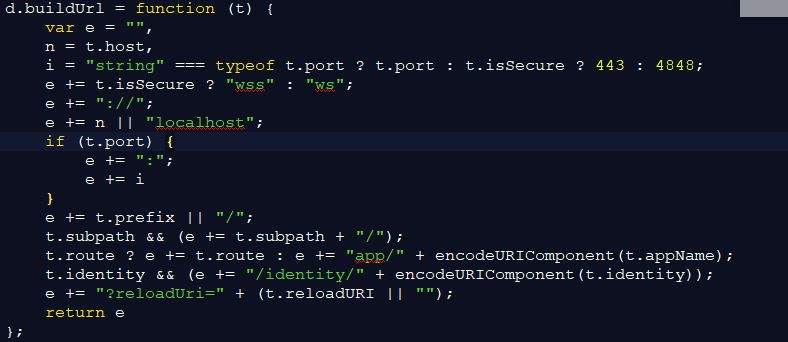 d.buildUrl = function (t) {
    var e = "",
    n = t.host,
    i = "string" === typeof t.port ? t.port : t.isSecure ? 443 : 4848;
    e += t.isSecure ? "wss" : "ws";
    e += "://";
    e += n || "localhost";
    if (t.port) {
        e += ":";
        e += i
    }
    e += t.prefix || "/";
    t.subpath && (e += t.subpath + "/");
    t.route ? e += t.route : e += "app/" + encodeURIComponent(t.appName);
    t.identity && (e += "/identity/" + encodeURIComponent(t.identity));
    e += "?reloadUri=" + (t.reloadURI || "");
    return e
};